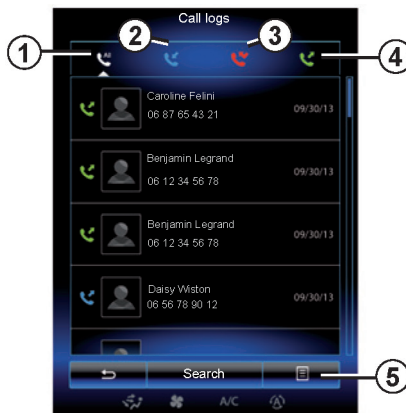 Call logs
1
2
3
4
All
Caroline Felini
06 87 65 43 21
09/30/13
Benjamin Legrand
06 12 34 56 78
09/30/13
Benjamin Legrand
06 12 34 56 78
09/30/13
Daisy Wiston
06 56 78 90 12
09/30/13
Search
5
A/C
A